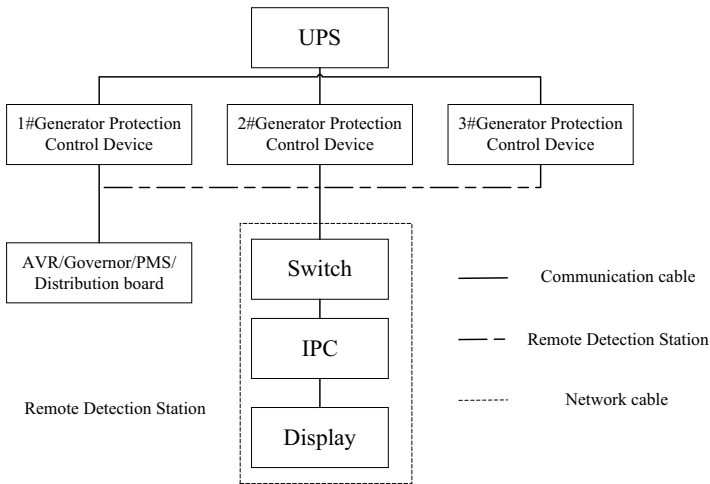 UPS
1#Generator Protection
Control Device
2#Generator Protection
Control Device
3#Generator Protection
Control Device
AVR/Governor/PMS/
Distribution board
Switch
IPC
Display
Remote Detection Station
Communication cable
Remote Detection Station
Network cable